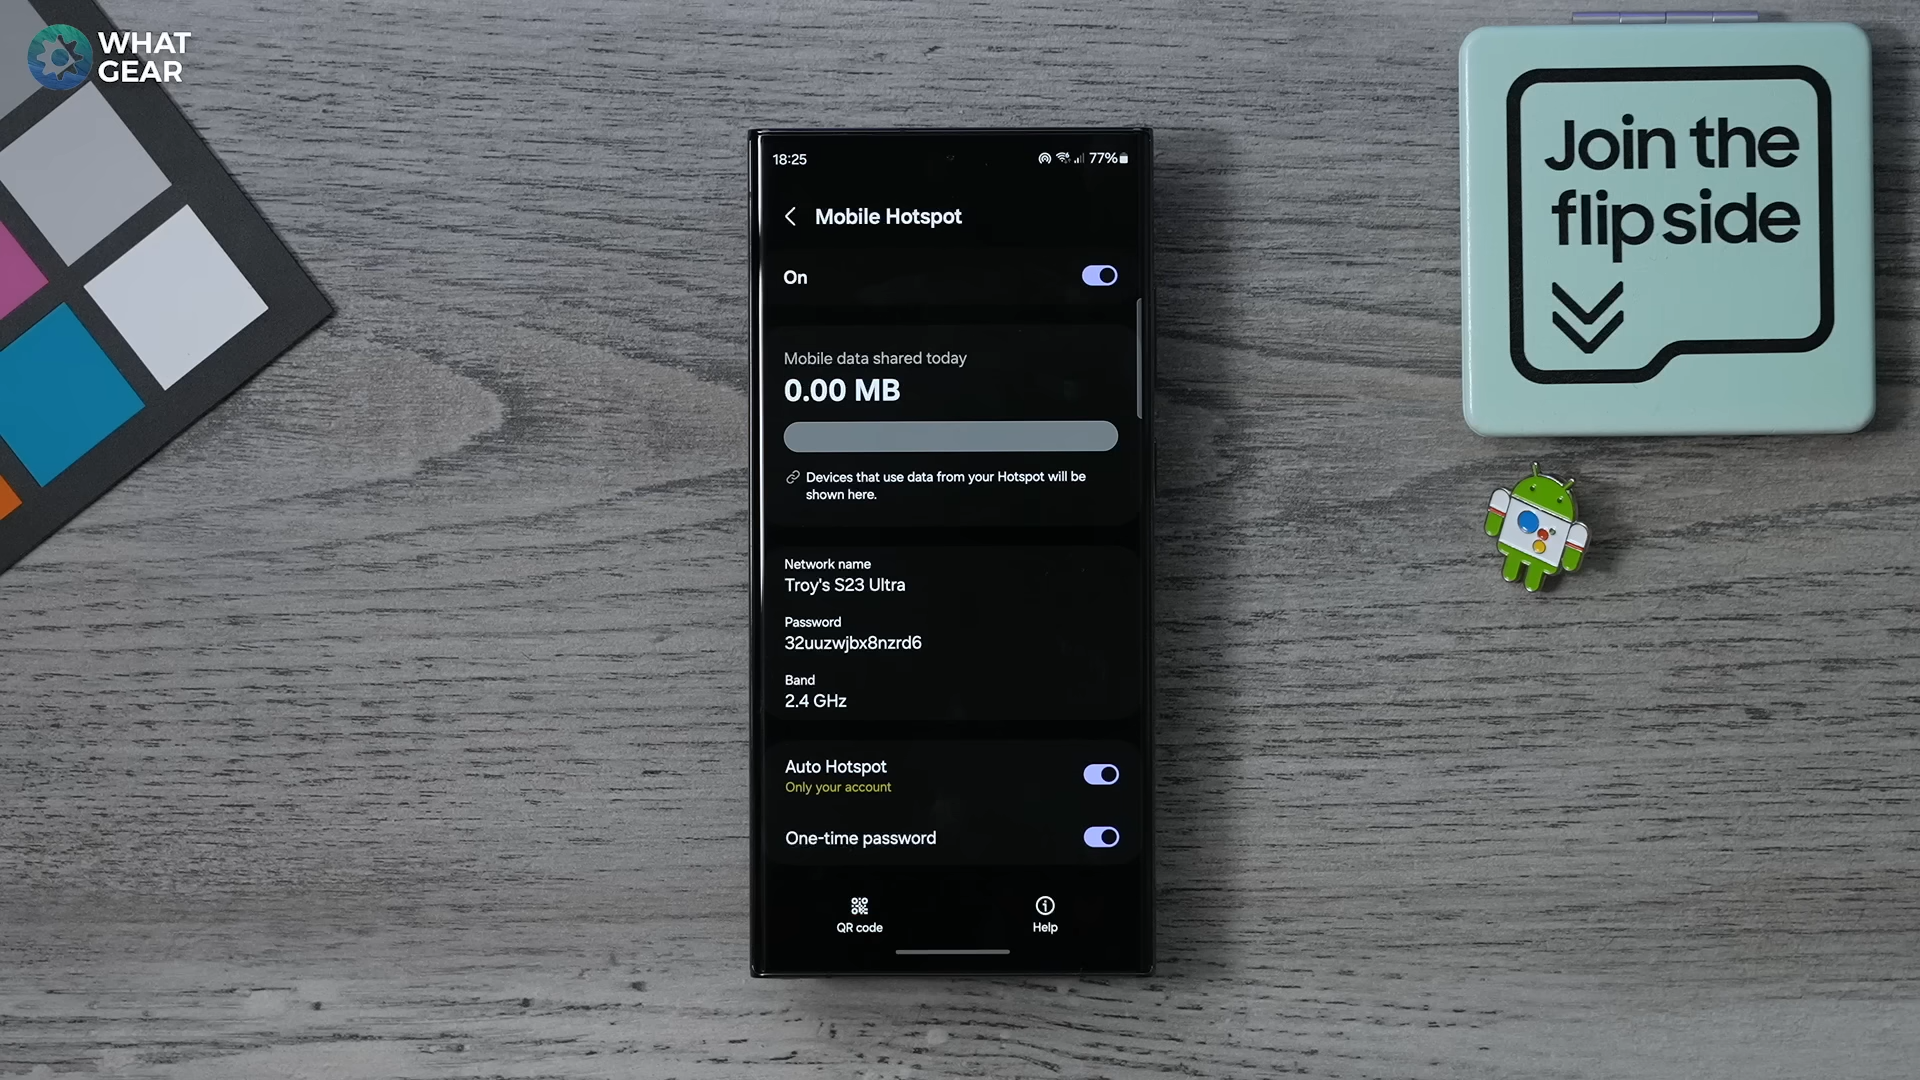 WHAT
GEAR
18:25
77%
Mobile Hotspot
On
Mobile data shared today
0.00 MB
Devices that use data from your Hotspot will be
shown here.
Network name
Troy's S23 Ultra
Password
32uuzwjbx8nzrd6
Band
2.4 GHz
Auto Hotspot
Only your account
One-time password
QR code
Help
Join the
flip side